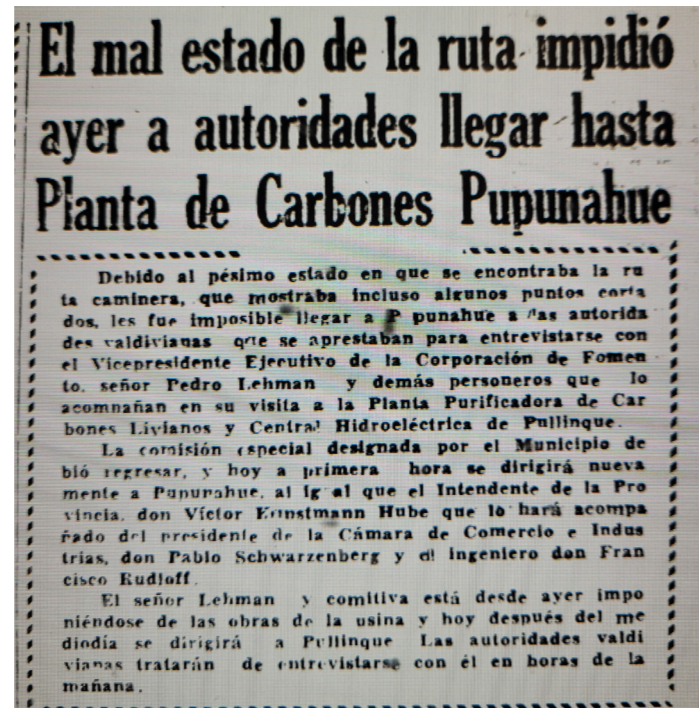 El mal estado de la ruta impidió
ayer a autoridades llegar hasta
Planta de Carbones Pupunahue
Debido al pésimo estado en que se encontraba la ru
ta caminera, que mostraba incluso algunos puntos corta
dos, les fue imposible llegar a P punahue a las autorida
des valdivianas que se aprestaban para entrevistarse con
el Vicepresidente Ejecutivo de la Corporación de Fomen
to, señor Pedro Lehman y demás personeros que lo
acompañan en su visita a la Planta Purificadora de Car
bones Livianos y Central Hidroeléctrica de Pullinque.
La comisión especial designada por el Municipio de
bió regresar, y hoy a primera hora se dirigirá nueva
mente a Pupunahue, al ig al que el Intendente de la Pro
vincia, don Víctor Kunstmann Hube que lo hará acompa
ñado del presidente de la Cámara de Comercio e Indus
trias, don Pablo Schwarzenberg y el ingeniero don Fran
cisco Rudloff.
El señor Lehman y comitiva está desde ayer impo
niéndose de las obras de la usina y hoy después del me
diodía se dirigirá a Pullinque Las autoridades valdi
vianas tratarán de entrevistarse con él en horas de la
mañana.